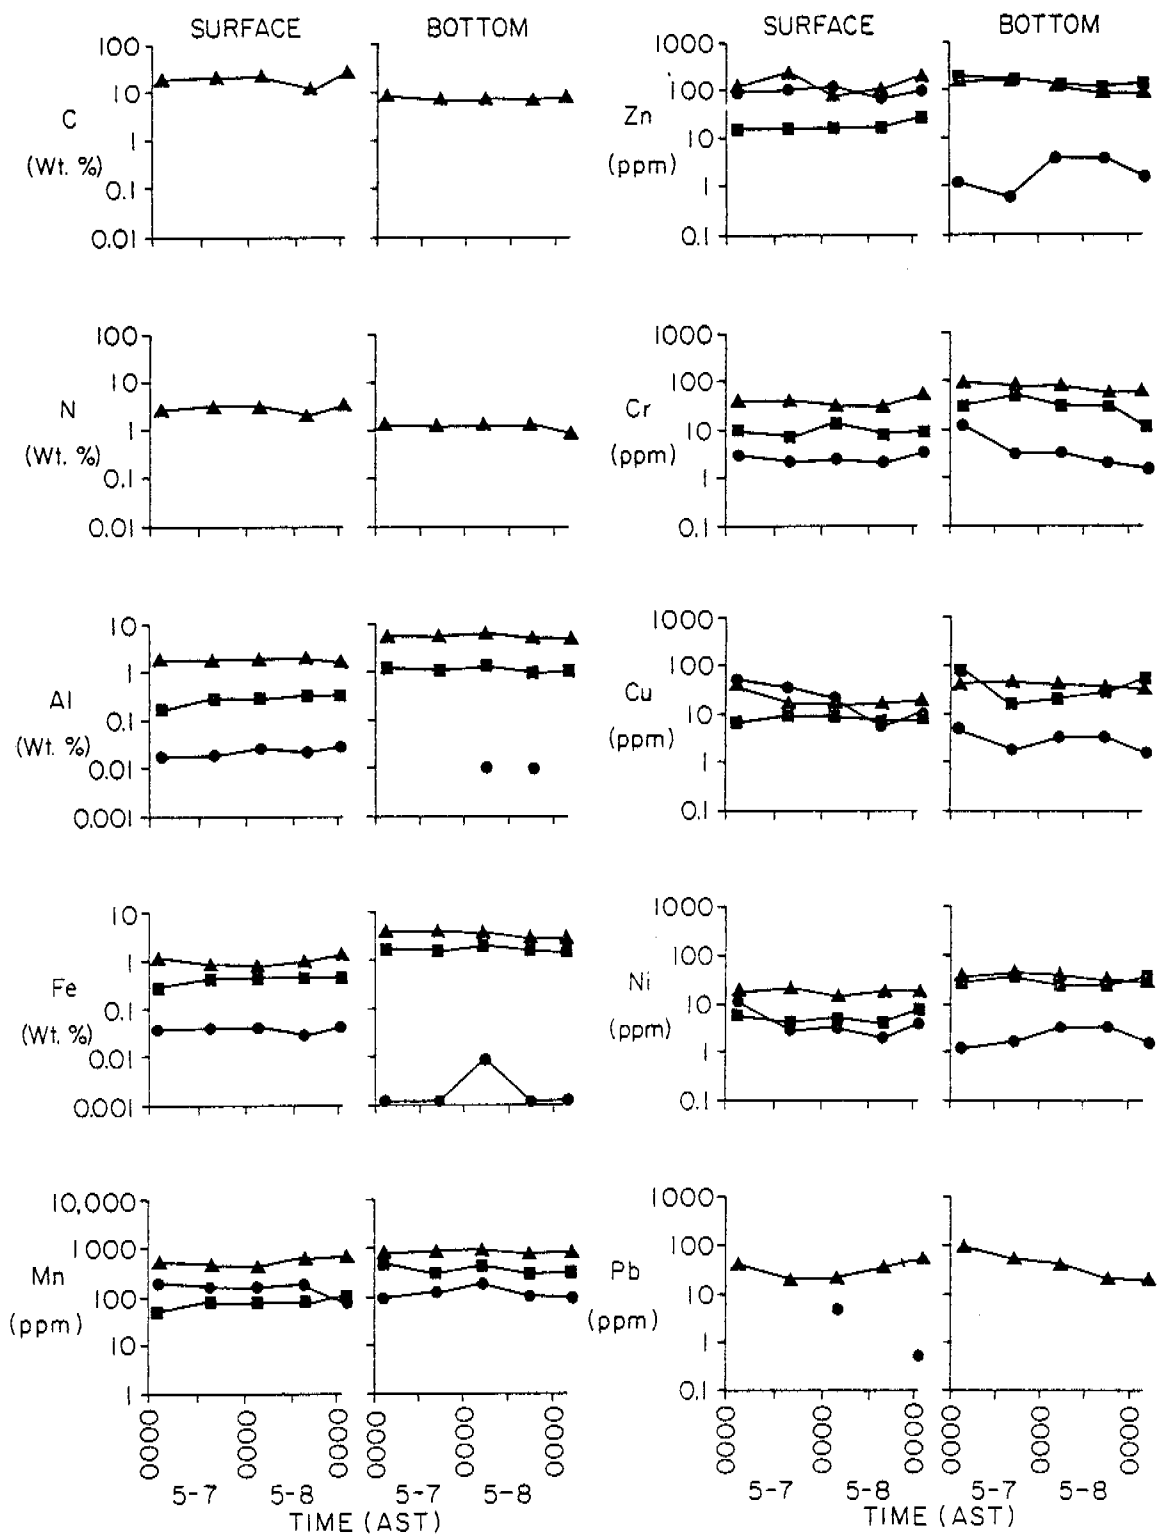 SURFACE BOTTOM
100
10
C
1
(Wt. %)
0.1
0.01
100
10
N
1
(Wt. %)
0.1
0.01
10
1
Al
0.1
(Wt. %)
0.01
0.001
10
1
Fe
0.1
(Wt. %)
0.01
0.001
10,000
1000
Mn
100
(ppm)
10
1
0000 0000 0000 0000 0000 0000
5-7 5-8 5-7 5-8
TIME (AST)
SURFACE BOTTOM
1000
100
Zn
10
(ppm)
1
0.1
1000
100
Cr
10
(ppm)
1
0.1
1000
100
Cu
10
(ppm)
1
0.1
1000
100
Ni
10
(ppm)
1
0.1
1000
100
Pb
10
(ppm)
1
0.1
0000 0000 0000 0000 0000 0000
5-7 5-8 5-7 5-8
TIME (AST)